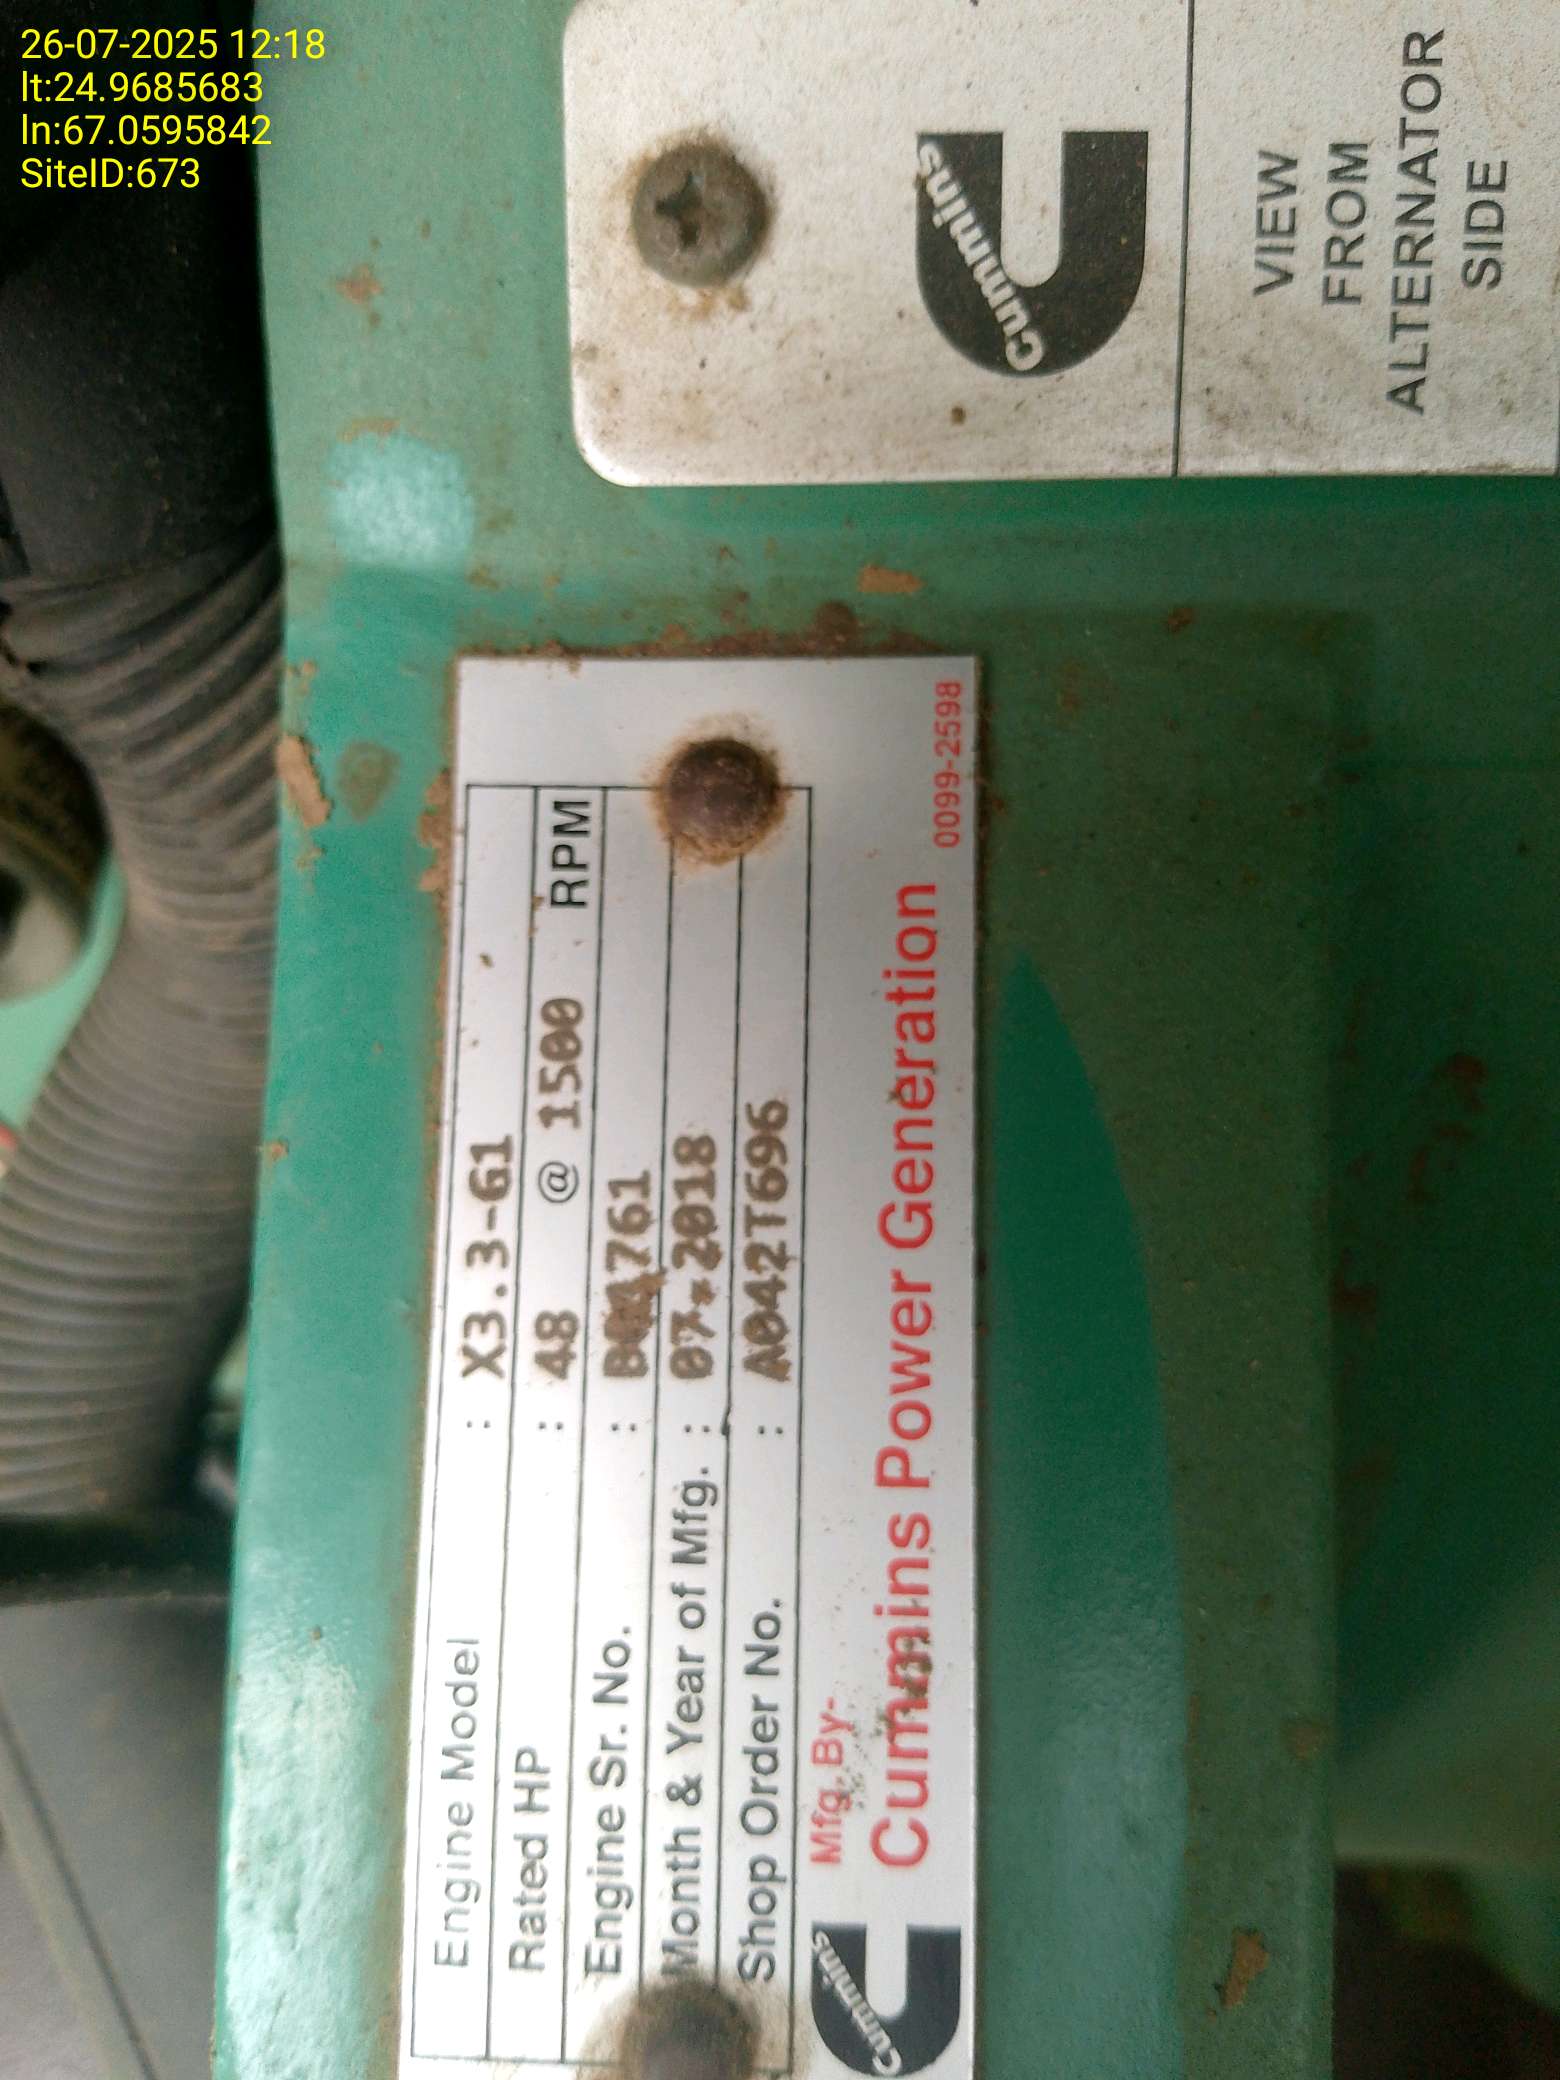 26-07-2025 12:18
lt:24.9685683
ln:67.0595842
SiteID:673
Cummins
VIEW
FROM
ALTERNATOR
SIDE
Engine Model : X3.3-G1
Rated HP : 48 @ 1500 RPM
Engine Sr. No. :
Month & Year of Mfg. : 07-2018
Shop Order No. : A042T696
Mfg. By-
Cummins Power Generation
0099-2598
Cummins